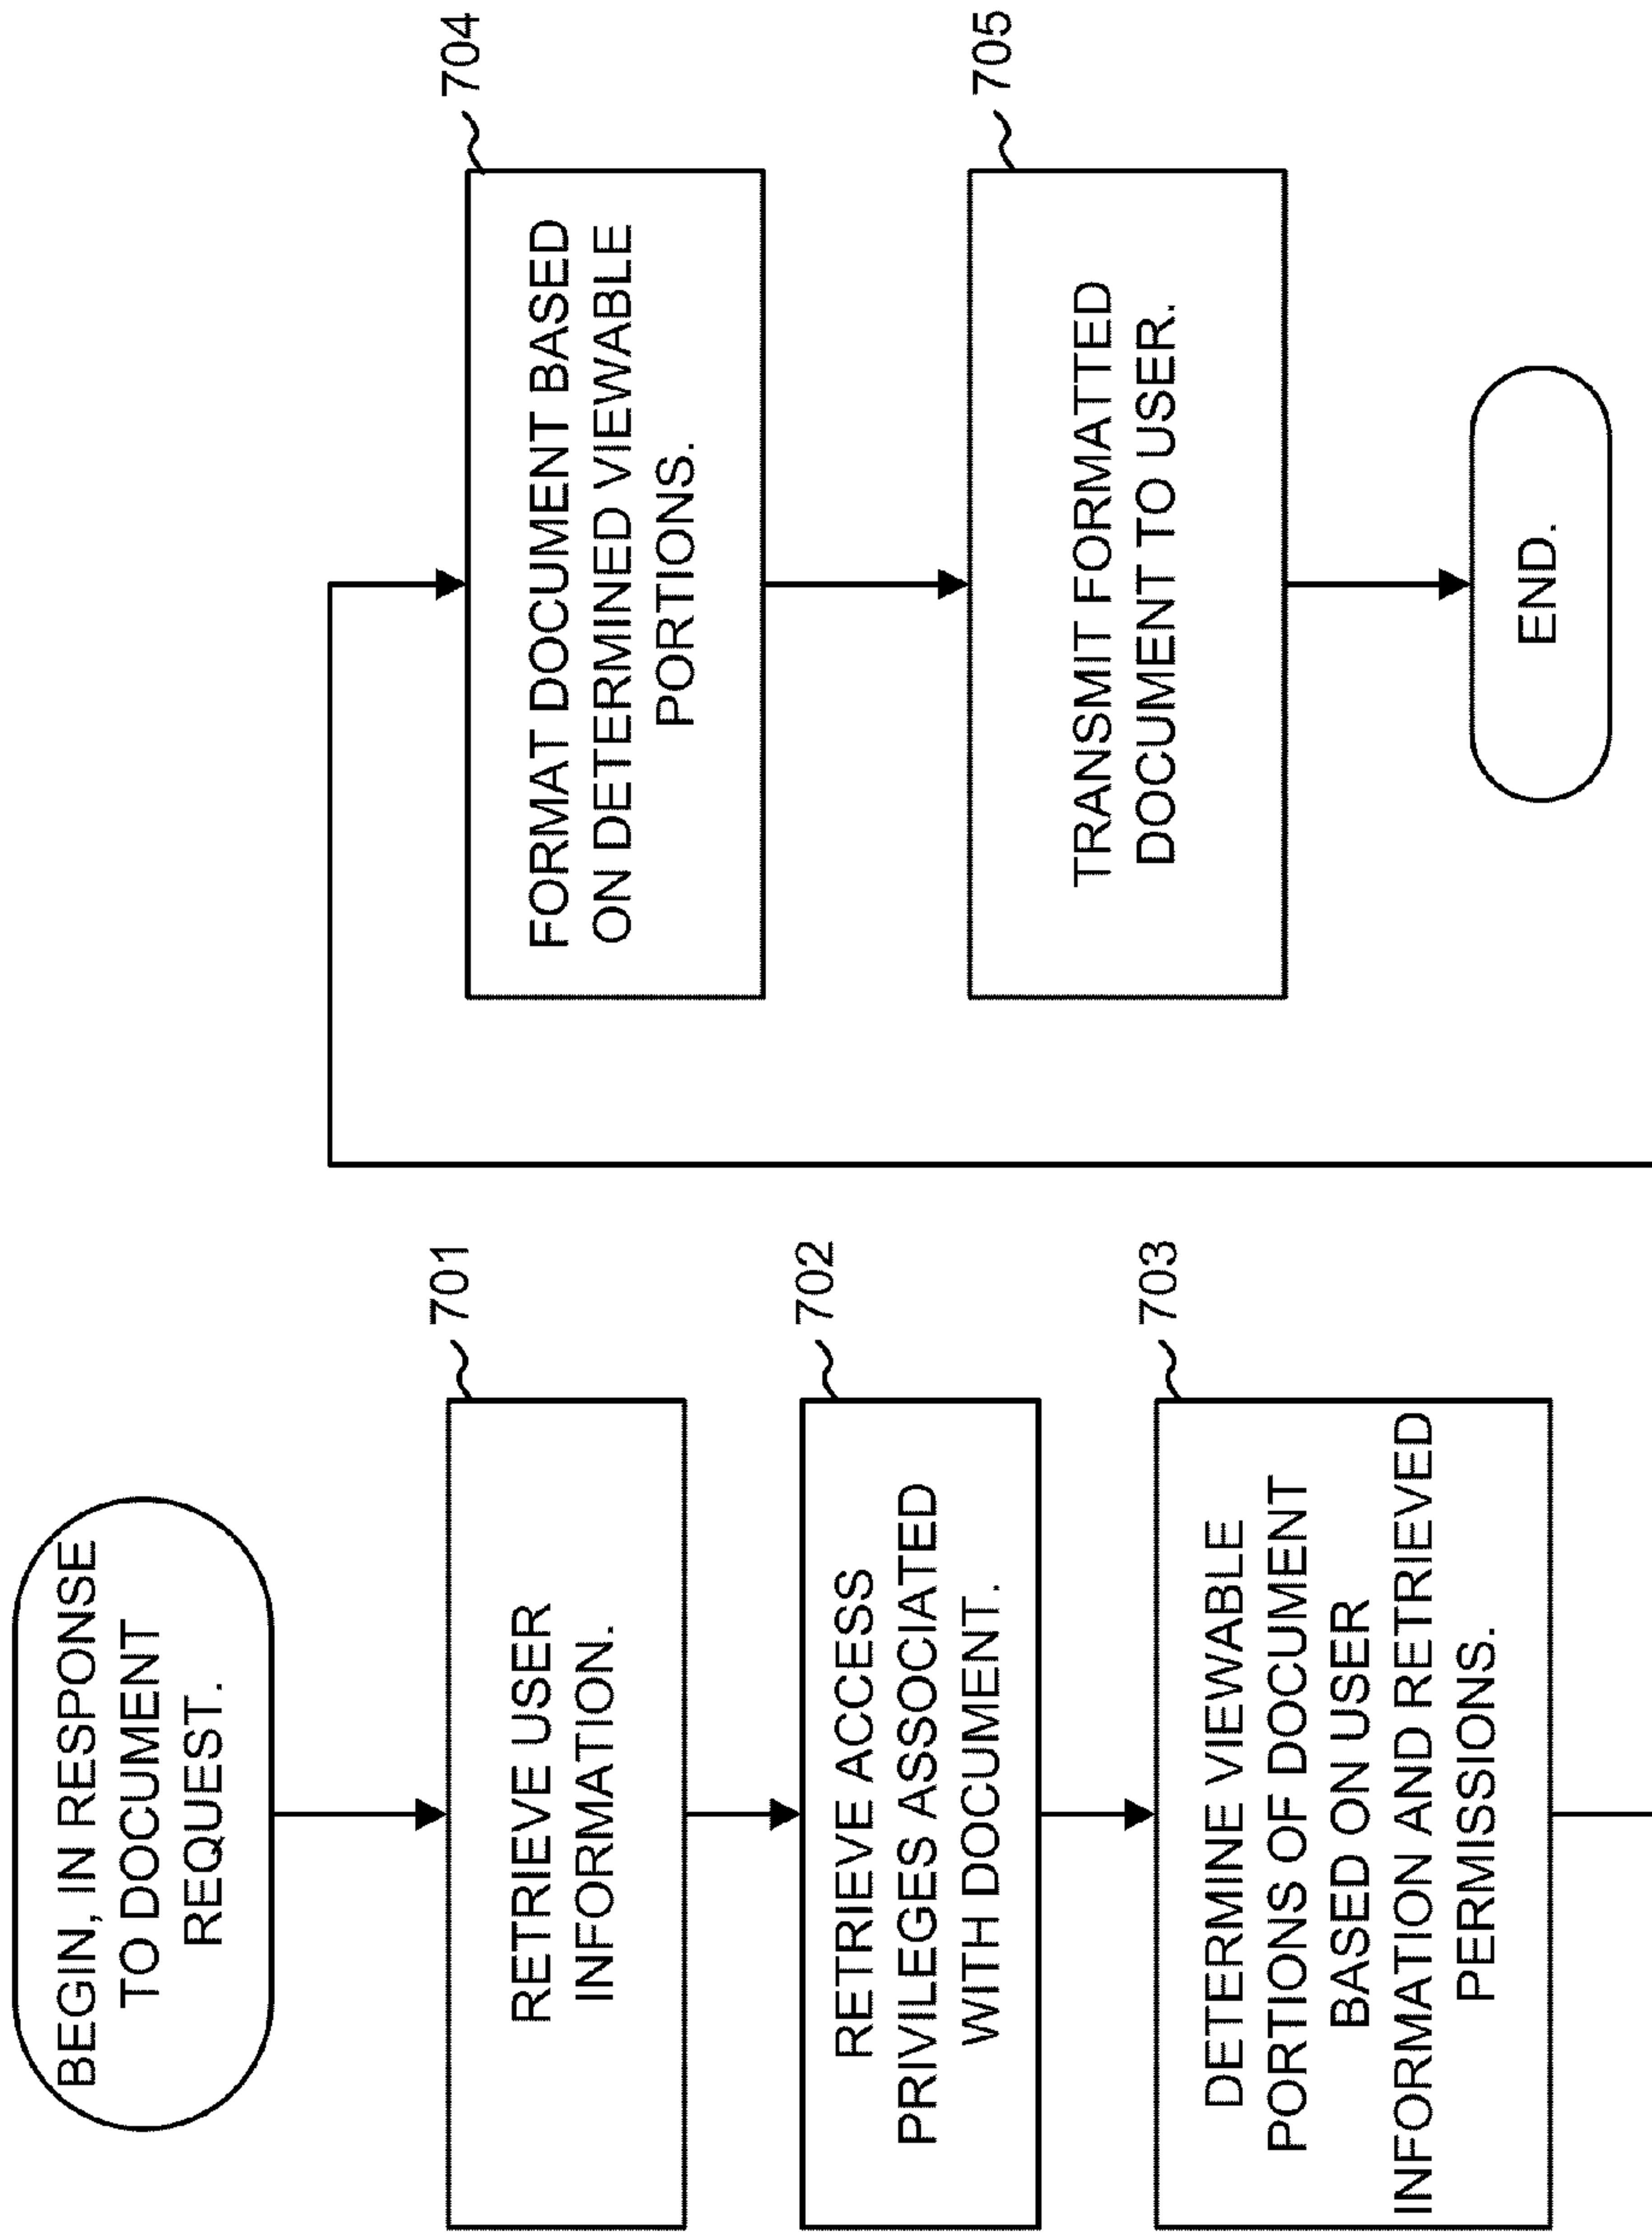 BEGIN, IN RESPONSE
TO DOCUMENT
REQUEST.
701
RETRIEVE USER
INFORMATION.
702
RETRIEVE ACCESS
PRIVILEGES ASSOCIATED
WITH DOCUMENT.
703
DETERMINE VIEWABLE
PORTIONS OF DOCUMENT
BASED ON USER
INFORMATION AND RETRIEVED
PERMISSIONS.
704
FORMAT DOCUMENT BASED
ON DETERMINED VIEWABLE
PORTIONS.
705
TRANSMIT FORMATTED
DOCUMENT TO USER.
END.